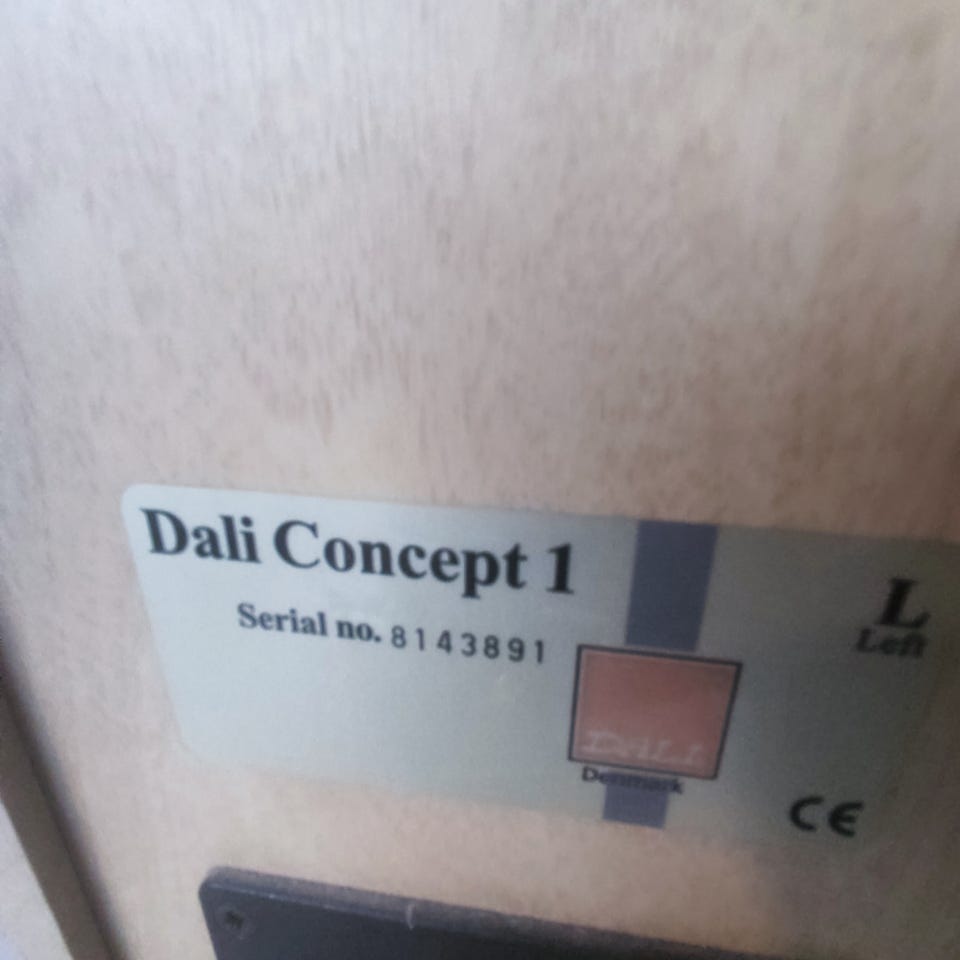 Dali Concept 1
L
Left
Serial no. 8143891
DALI
Denmark
CE